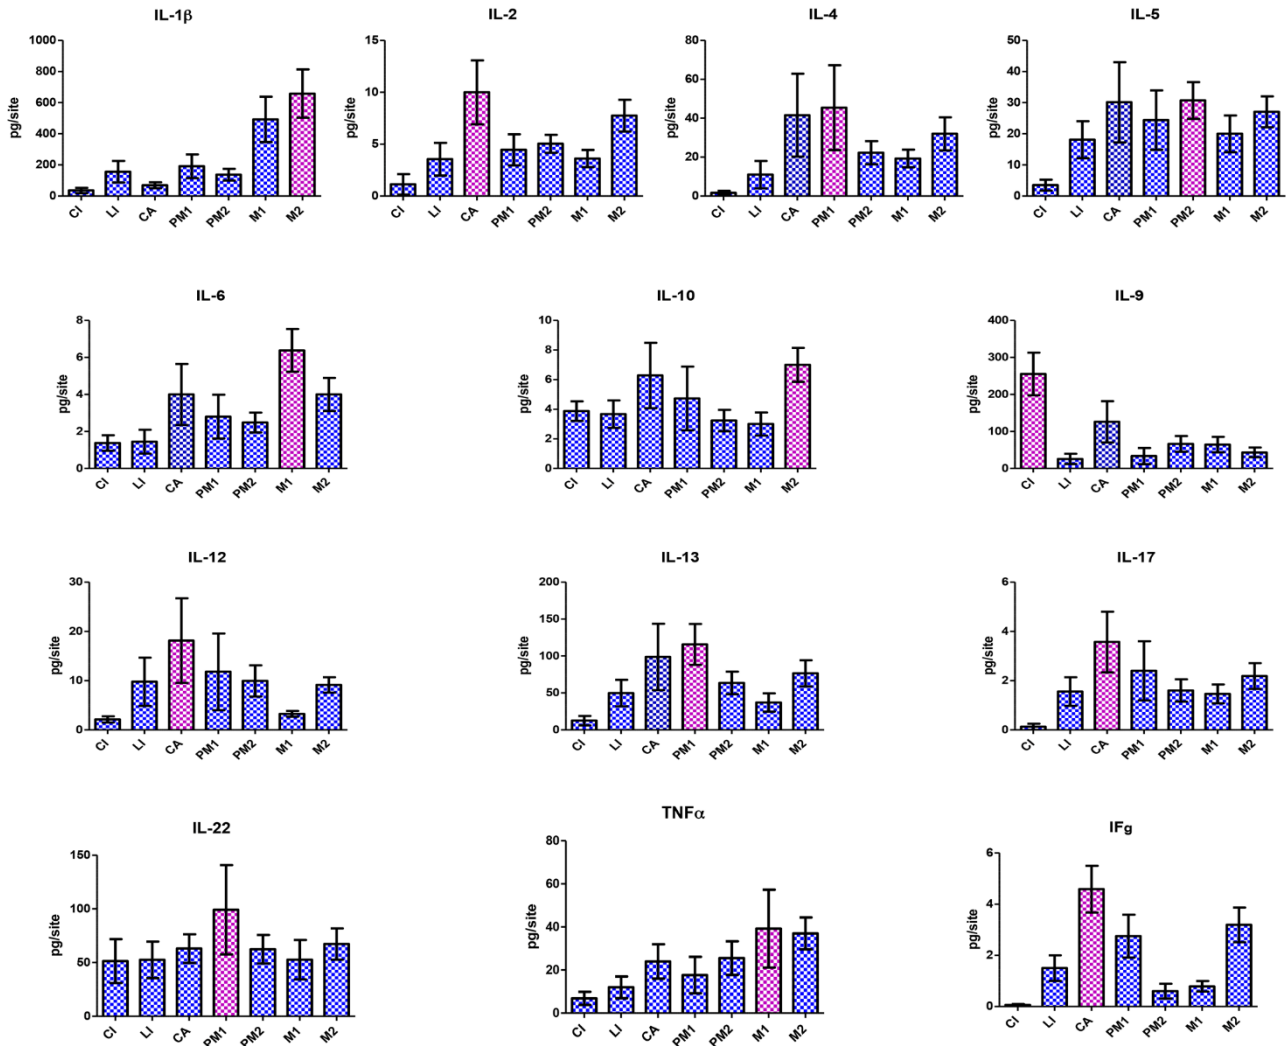 IL-1β
1000
800
600
400
200
0
pg/site
CI LI CA PM1 PM2 M1 M2
IL-2
15
10
5
0
pg/site
CI LI CA PM1 PM2 M1 M2
IL-4
80
60
40
20
0
pg/site
CI LI CA PM1 PM2 M1 M2
IL-5
50
40
30
20
10
0
pg/site
CI LI CA PM1 PM2 M1 M2
IL-6
8
6
4
2
0
pg/site
CI LI CA PM1 PM2 M1 M2
IL-10
10
8
6
4
2
0
pg/site
CI LI CA PM1 PM2 M1 M2
IL-9
400
300
200
100
0
pg/site
CI LI CA PM1 PM2 M1 M2
IL-12
30
20
10
0
pg/site
CI LI CA PM1 PM2 M1 M2
IL-13
200
150
100
50
0
pg/site
CI LI CA PM1 PM2 M1 M2
IL-17
6
4
2
0
pg/site
CI LI CA PM1 PM2 M1 M2
IL-22
150
100
50
0
pg/site
CI LI CA PM1 PM2 M1 M2
TNFα
80
60
40
20
0
pg/site
CI LI CA PM1 PM2 M1 M2
IFg
6
4
2
0
pg/site
CI LI CA PM1 PM2 M1 M2